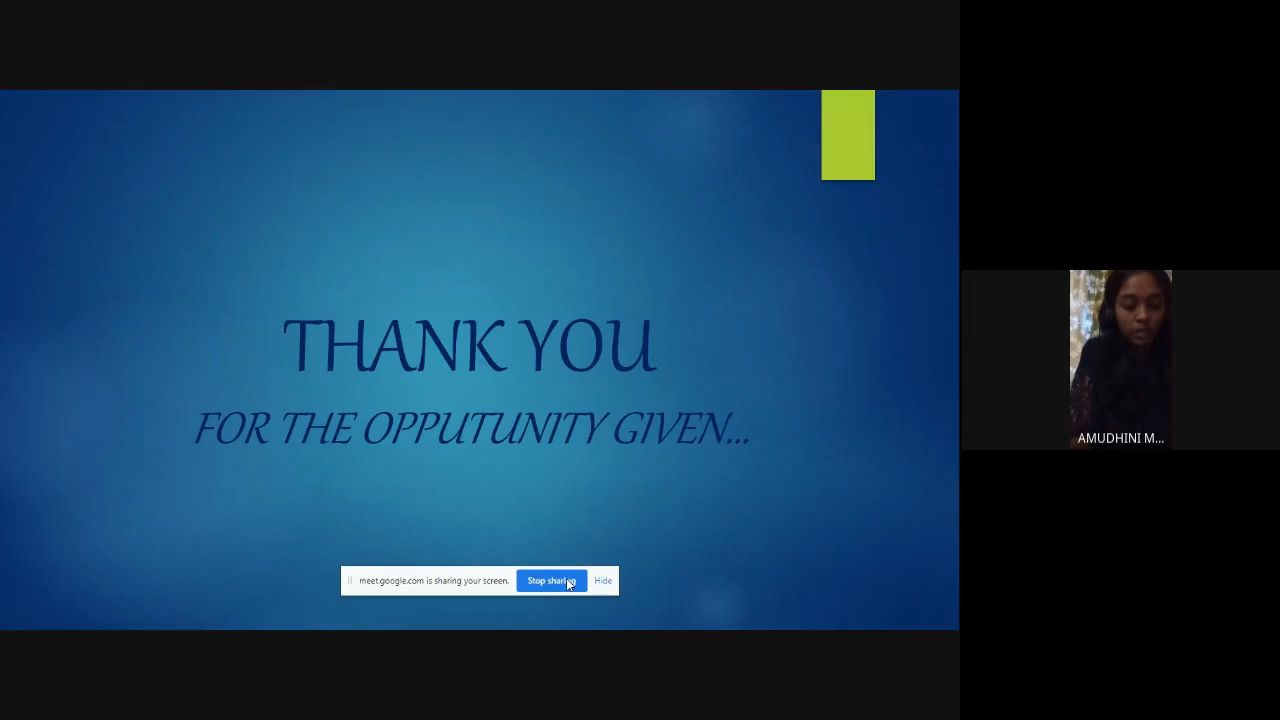 THANK YOU
FOR THE OPPUTUNITY GIVEN...
meet.google.com is sharing your screen.
Stop sharing
Hide
AMUDHINI M...